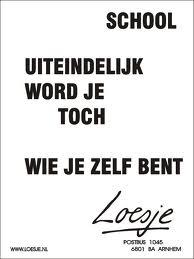 SCHOOL
UITEINDELIJK
WORD JE
TOCH
WIE JE ZELF BENT
Loesje
POSTBUS 1045
WWW.LOESJE.NL 6801 BA ARNHEM